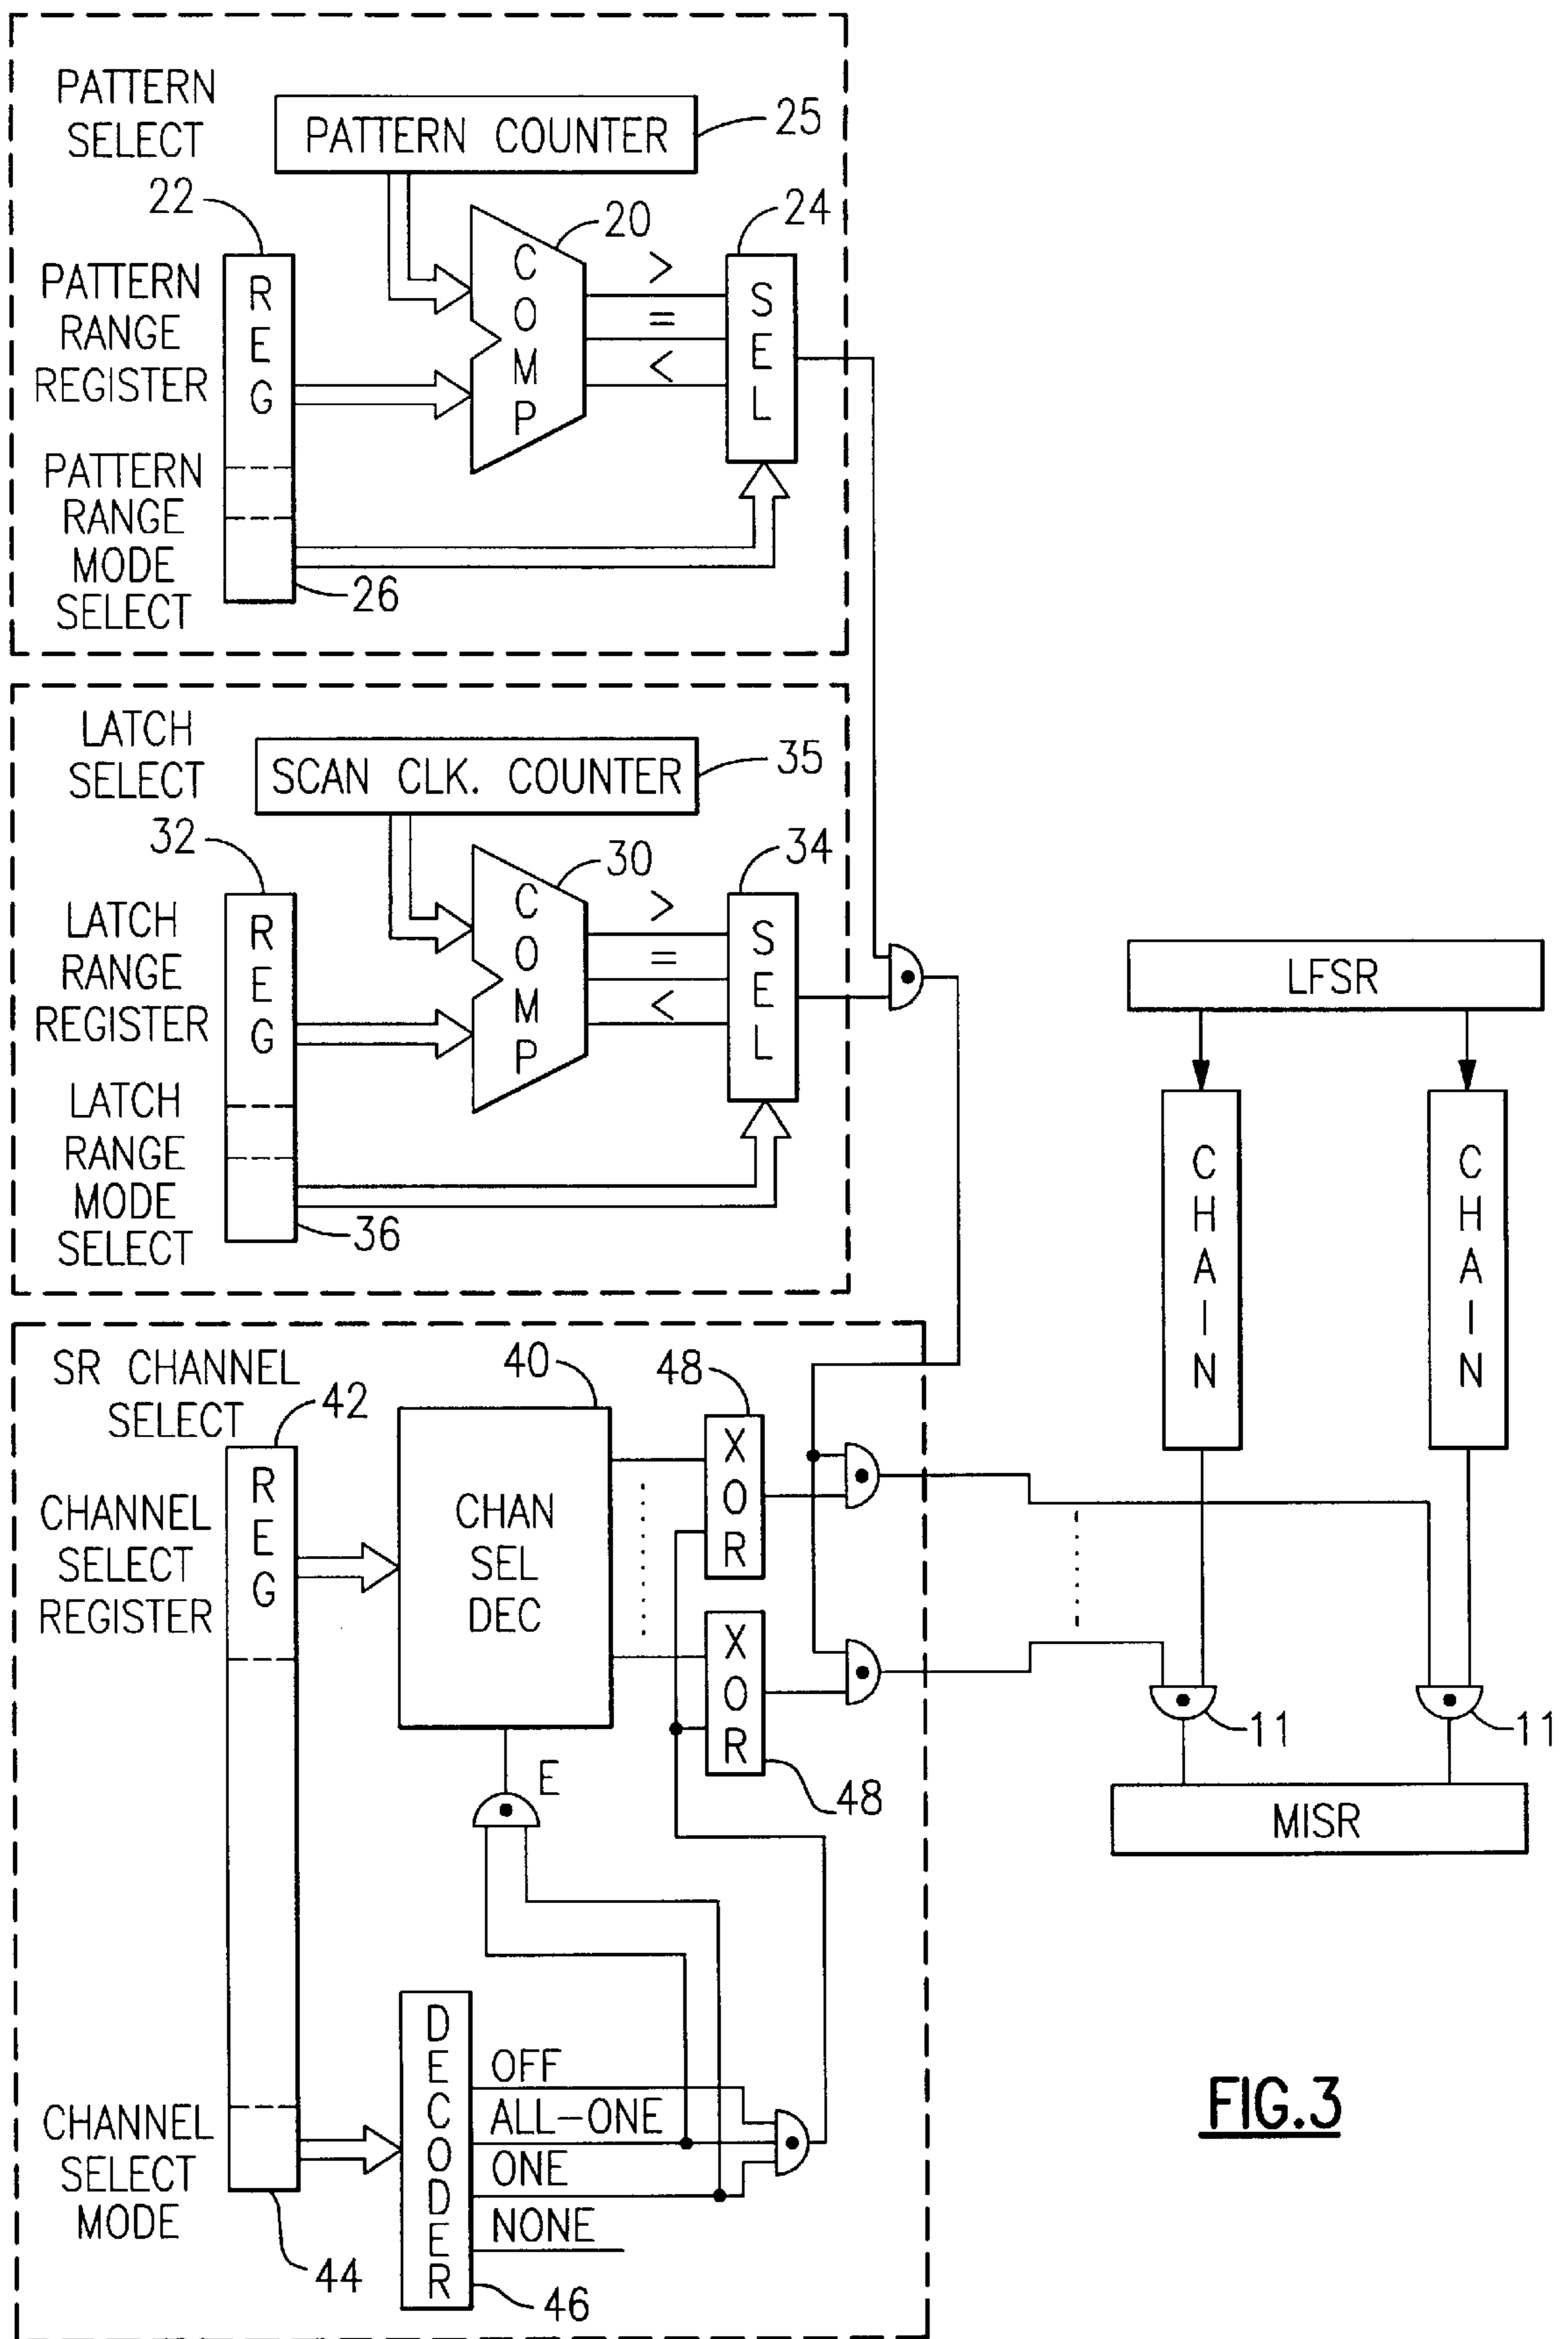 PATTERN
SELECT
PATTERN COUNTER
25
22
20
24
PATTERN
RANGE
REGISTER
REG
COMP
>
=
<
SEL
PATTERN
RANGE
MODE
SELECT
26
LATCH
SELECT
SCAN CLK. COUNTER
35
32
30
34
LATCH
RANGE
REGISTER
REG
COMP
>
=
<
SEL
LATCH
RANGE
MODE
SELECT
36
LFSR
CHAIN
CHAIN
SR CHANNEL
SELECT
42
40
48
REG
CHANNEL
SELECT
REGISTER
CHAN
SEL
DEC
XOR
XOR
48
E
11
11
MISR
DECODER
OFF
ALL-ONE
ONE
NONE
CHANNEL
SELECT
MODE
44
46
FIG.3